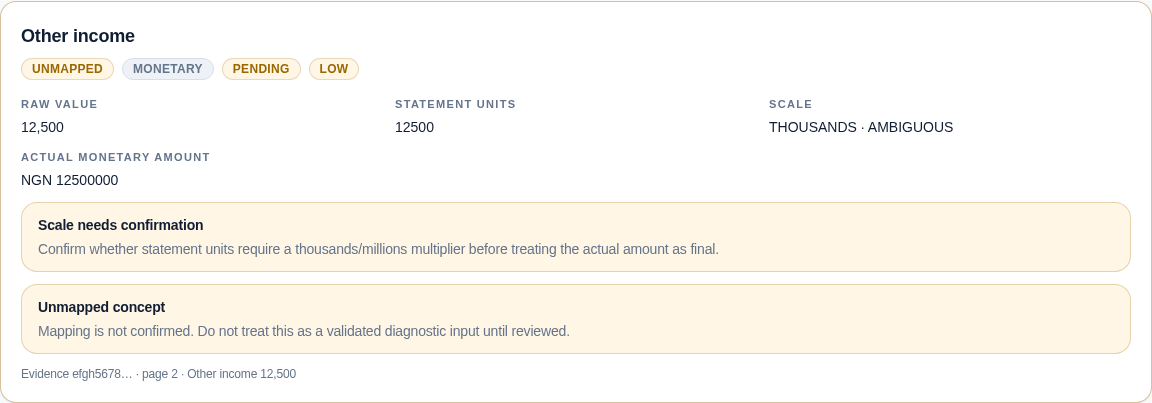 Other income
UNMAPPED MONETARY PENDING LOW
RAW VALUE STATEMENT UNITS SCALE
12,500 12500 THOUSANDS · AMBIGUOUS
ACTUAL MONETARY AMOUNT
NGN 12500000
Scale needs confirmation
Confirm whether statement units require a thousands/millions multiplier before treating the actual amount as final.
Unmapped concept
Mapping is not confirmed. Do not treat this as a validated diagnostic input until reviewed.
Evidence efgh5678… · page 2 · Other income 12,500